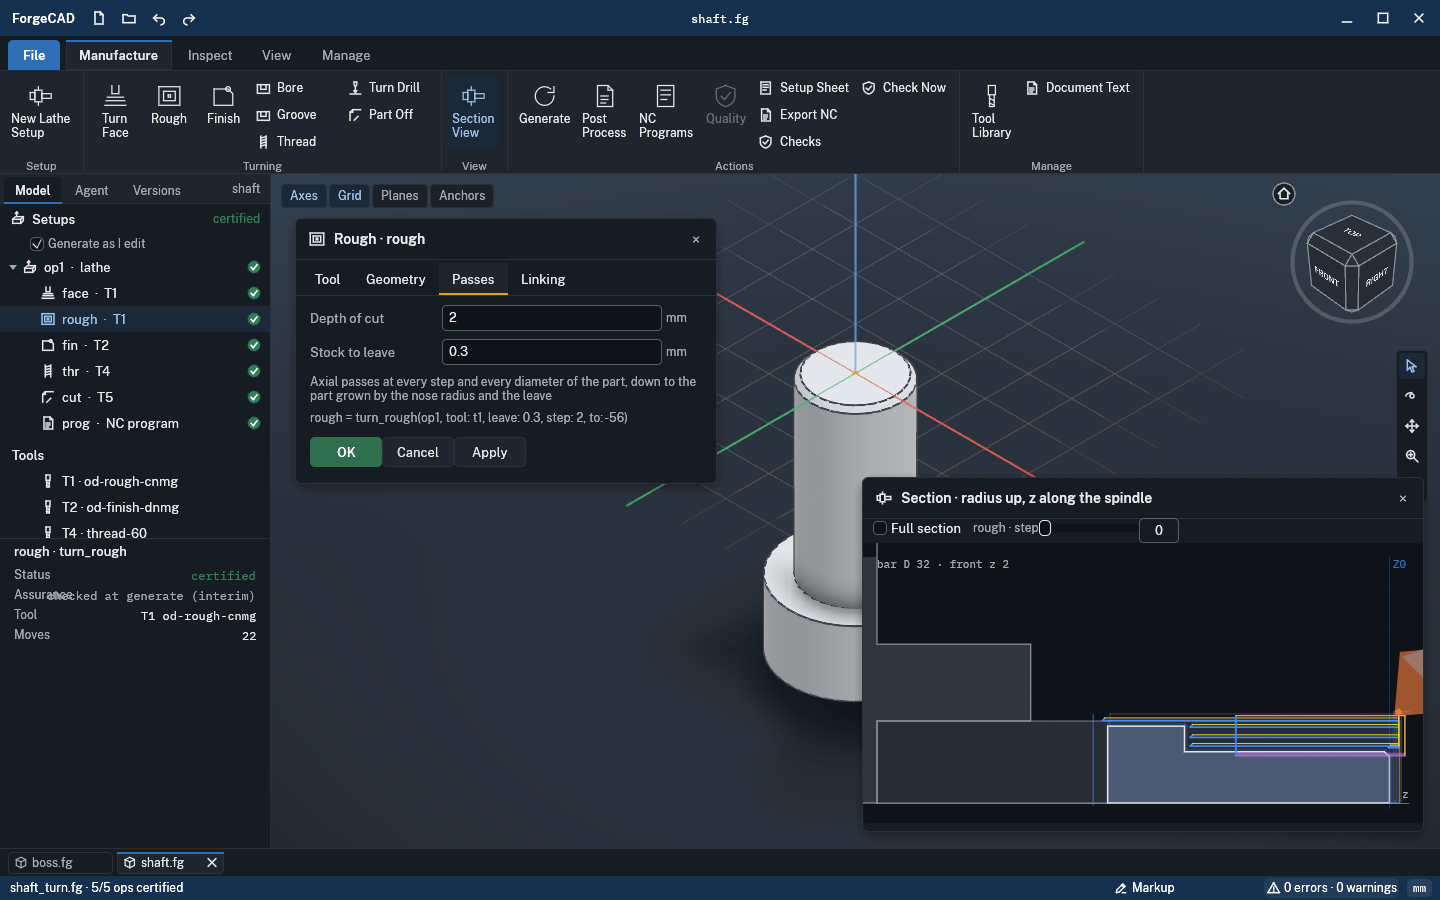 ForgeCAD
shaft.fg
File
Manufacture
Inspect
View
Manage
New Lathe
Setup
Turn
Face
Rough
Finish
Bore
Groove
Thread
Turn Drill
Part Off
Section
View
Generate
Post
Process
NC
Programs
Quality
Setup Sheet
Export NC
Checks
Check Now
Tool
Library
Document Text
Setup
Turning
View
Actions
Manage
Model
Agent
Versions
shaft
Setups
certified
Generate as I edit
op1 · lathe
face · T1
rough · T1
fin · T2
thr · T4
cut · T5
prog · NC program
Tools
T1 · od-rough-cnmg
T2 · od-finish-dnmg
T4 · thread-60
rough · turn_rough
Status
certified
Assurance
checked at generate (interim)
Tool
T1 od-rough-cnmg
Moves
22
Axes
Grid
Planes
Anchors
Rough · rough
Tool
Geometry
Passes
Linking
Depth of cut
2
mm
Stock to leave
0.3
mm
Axial passes at every step and every diameter of the part, down to the
part grown by the nose radius and the leave
rough = turn_rough(op1, tool: t1, leave: 0.3, step: 2, to: -56)
OK
Cancel
Apply
TOP
FRONT
RIGHT
Section · radius up, z along the spindle
Full section
rough · step
0
bar D 32 · front z 2
Z0
z
boss.fg
shaft.fg
shaft_turn.fg · 5/5 ops certified
Markup
0 errors · 0 warnings
mm